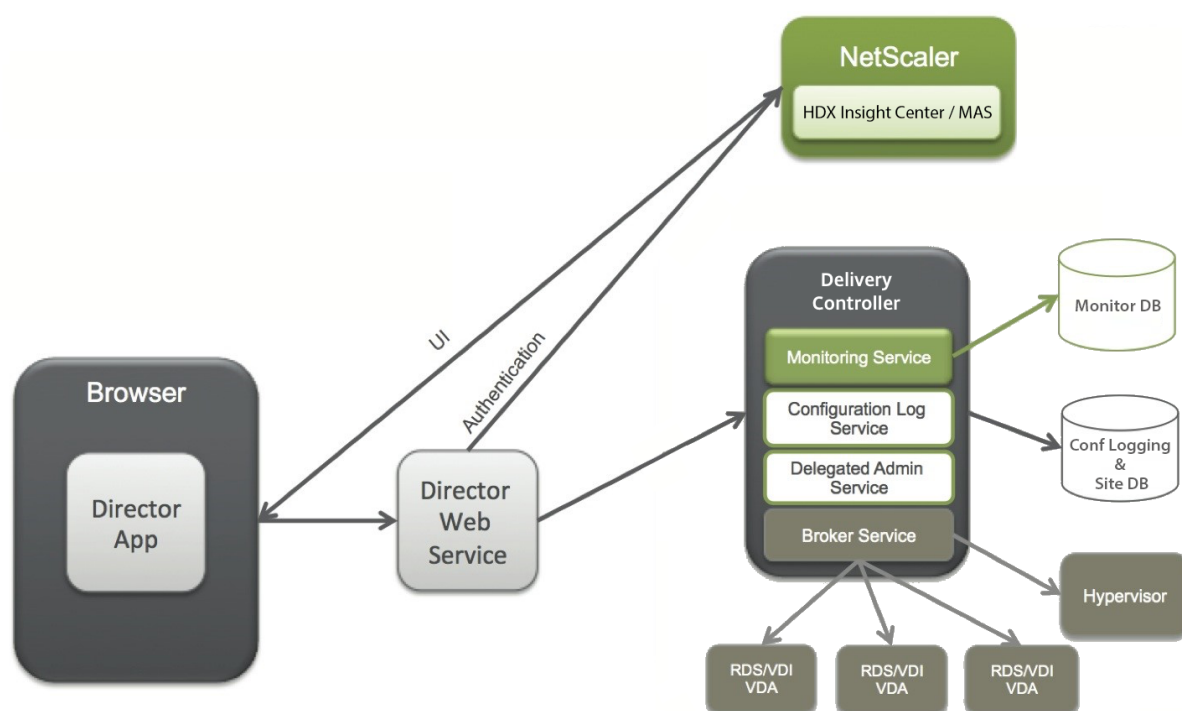 NetScaler
HDX Insight Center / MAS
UI
Authentication
Browser
Director
App
Director
Web
Service
Delivery
Controller
Monitoring Service
Configuration Log
Service
Delegated Admin
Service
Broker Service
Monitor DB
Conf Logging
&
Site DB
Hypervisor
RDS/VDI
VDA
RDS/VDI
VDA
RDS/VDI
VDA